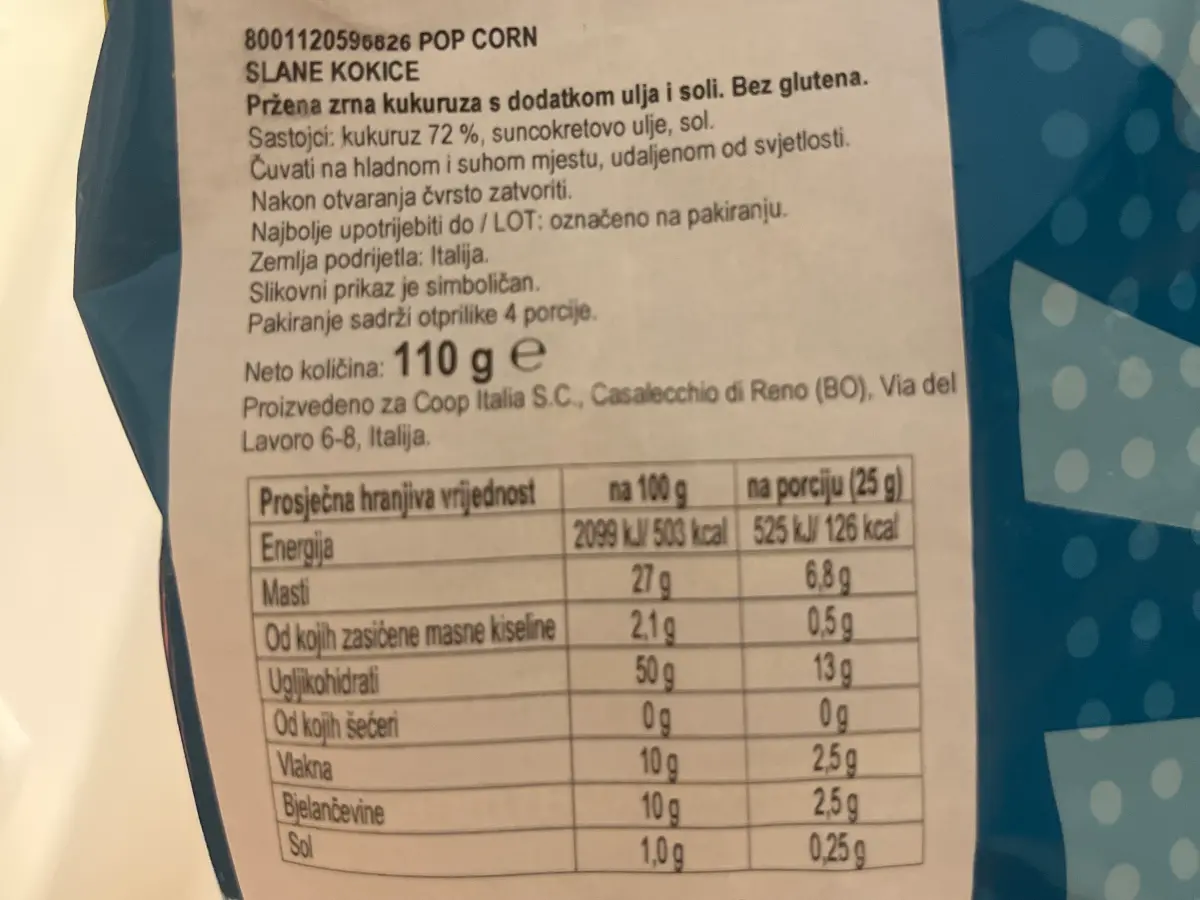 8001120596826 POP CORN
SLANE KOKICE
Pržena zrna kukuruza s dodatkom ulja i soli. Bez glutena.
Sastojci: kukuruz 72 %, suncokretovo ulje, sol.
Čuvati na hladnom i suhom mjestu, udaljenom od svjetlosti.
Nakon otvaranja čvrsto zatvoriti.
Najbolje upotrijebiti do / LOT: označeno na pakiranju.
Zemlja podrijetla: Italija.
Slikovni prikaz je simboličan.
Pakiranje sadrži otprilike 4 porcije.
Neto količina: 110 g ℮
Proizvedeno za Coop Italia S.C., Casalecchio di Reno (BO), Via del
Lavoro 6-8, Italija.
Prosječna hranjiva vrijednost na 100 g na porciju (25 g)
Energija 2099 kJ/ 503 kcal 525 kJ/ 126 kcal
Masti 27 g 6,8 g
Od kojih zasićene masne kiseline 2,1 g 0,5 g
Ugljikohidrati 50 g 13 g
Od kojih šećeri 0 g 0 g
Vlakna 10 g 2,5 g
Bjelančevine 10 g 2,5 g
Sol 1,0 g 0,25 g